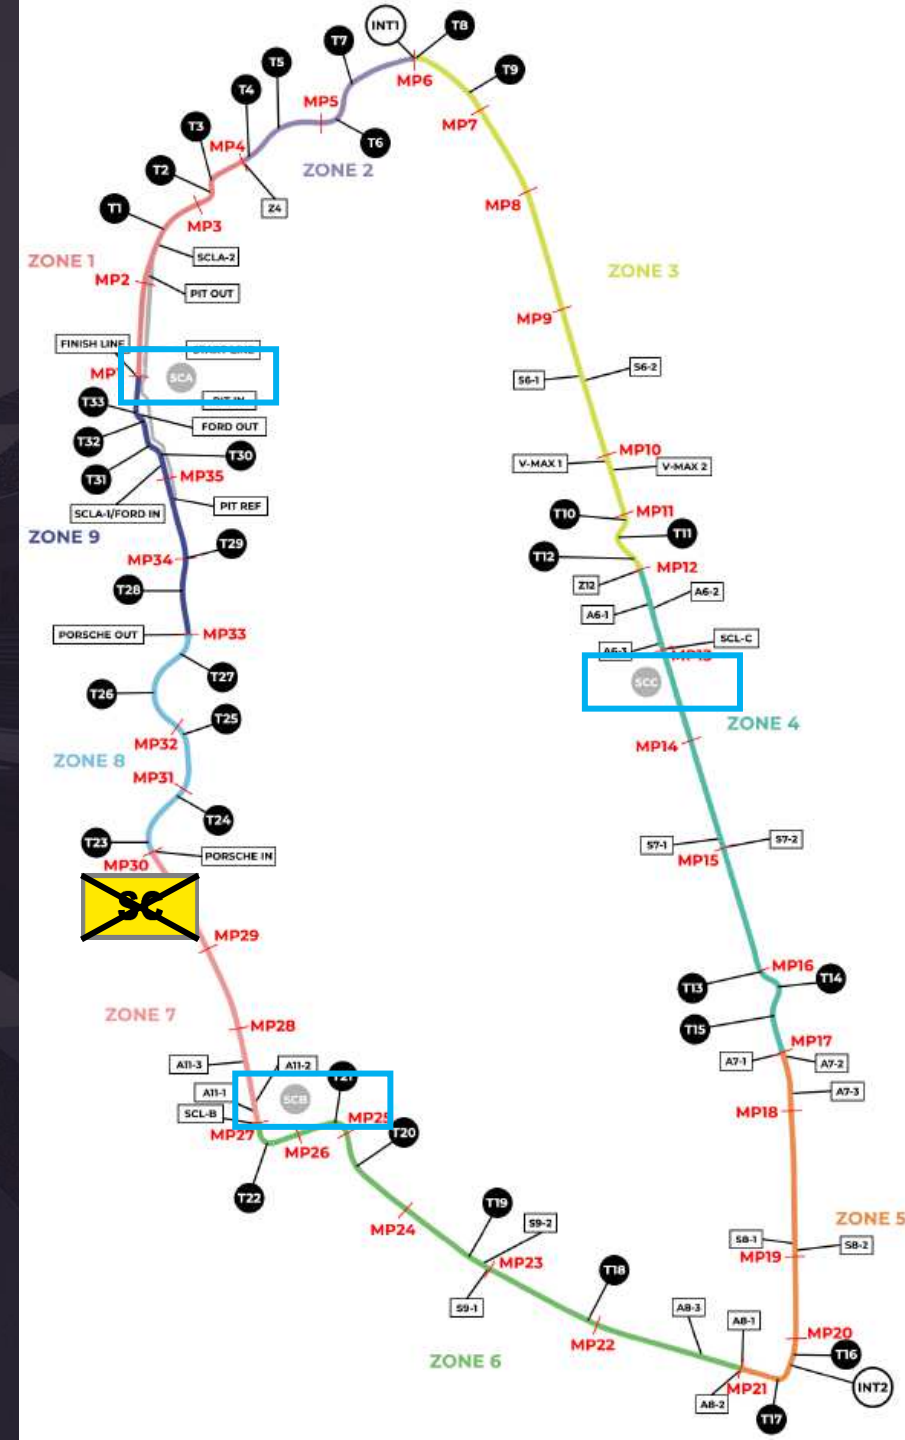 INT1
T8
T7
T5
T9
MP6
T4
MP5
MP7
T3
MP4
T6
T2
ZONE 2
MP8
Z4
T1
MP3
SCLA-2
ZONE 1
ZONE 3
MP2
PIT OUT
MP9
FINISH LINE
START LINE
S6-2
MP1
SCA
S6-1
PIT IN
T33
FORD OUT
T32
MP10
T30
V-MAX 1
V-MAX 2
T31
MP35
SCLA-1/FORD IN
PIT REF
T10
MP11
T11
ZONE 9
T29
MP34
T12
MP12
T28
Z12
A6-2
A6-1
PORSCHE OUT
MP33
SCL-C
A6-3
MP13
T27
SCC
T26
T25
ZONE 4
MP32
MP14
ZONE 8
MP31
T24
T23
S7-1
S7-2
MP30
PORSCHE IN
MP15
SC
MP29
MP16
T14
T13
ZONE 7
MP28
T15
MP17
A11-3
A11-2
A7-1
A7-2
T21
A11-1
SCB
A7-3
SCL-B
MP25
MP18
MP27
T20
MP26
T22
T19
MP24
S9-2
ZONE 5
S8-1
S8-2
MP23
MP19
T18
S9-1
A8-3
A8-1
MP20
MP22
T16
ZONE 6
MP21
INT2
A8-2
T17